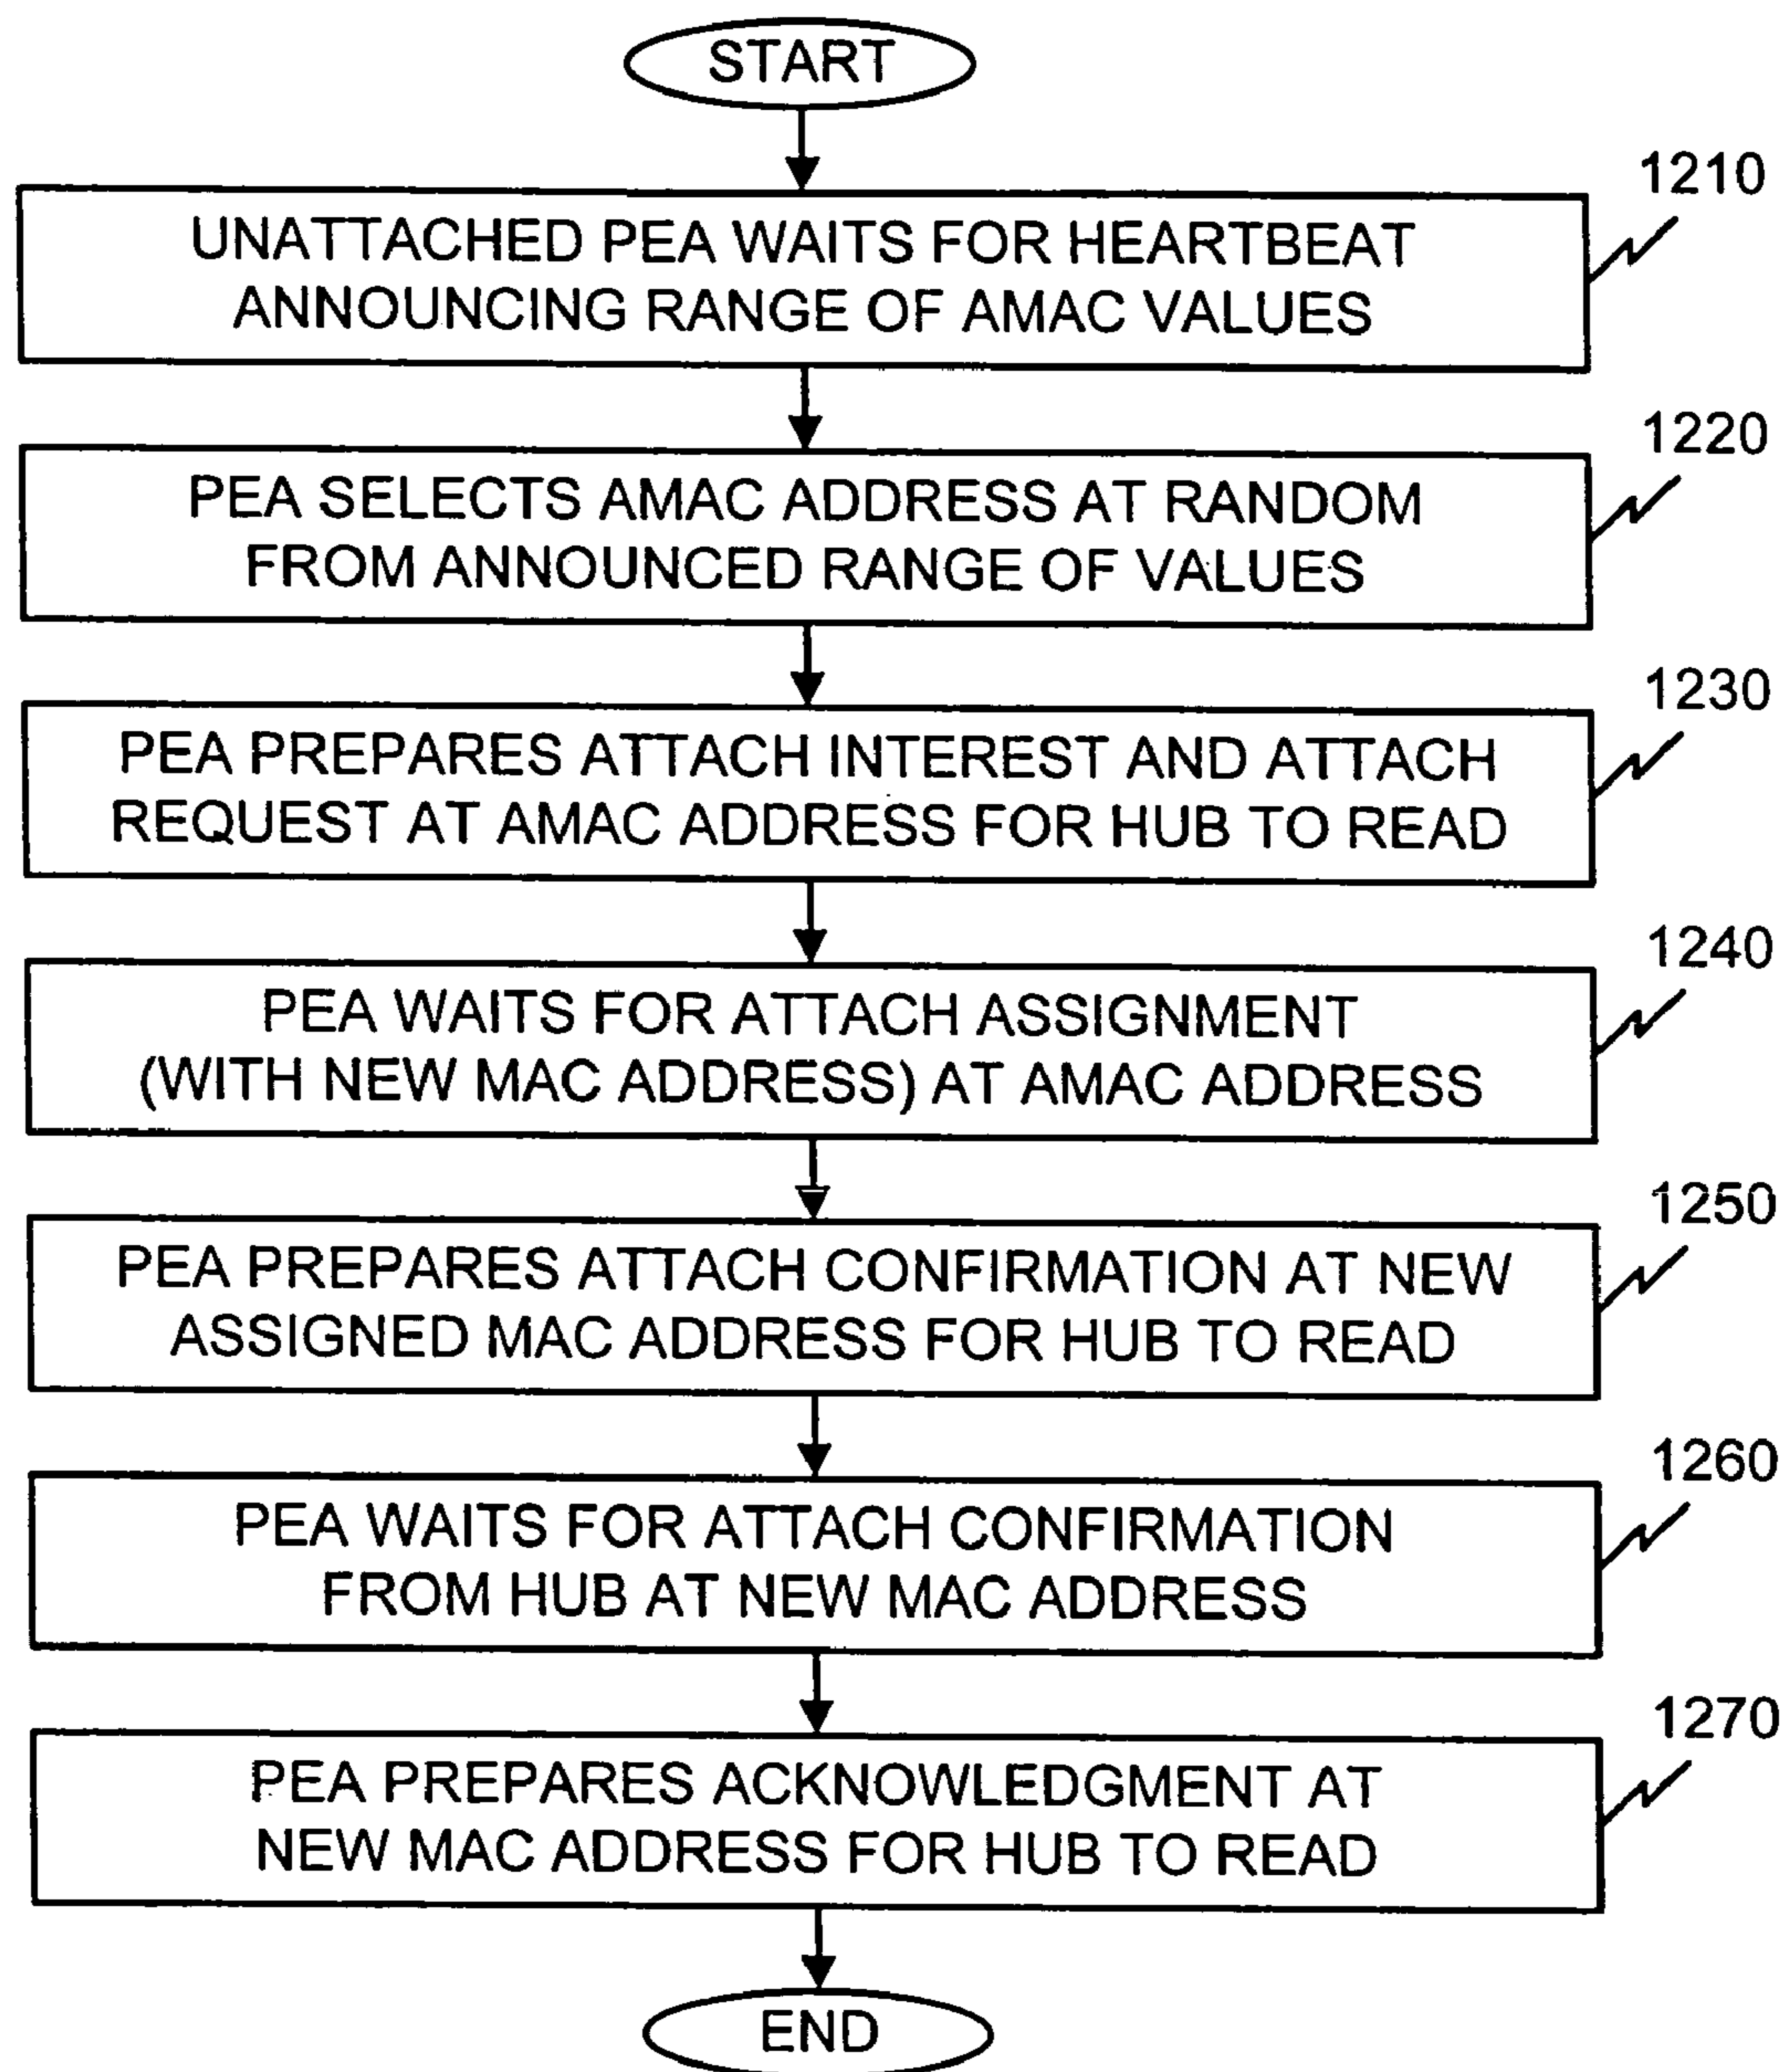 START
1210
UNATTACHED PEA WAITS FOR HEARTBEAT
ANNOUNCING RANGE OF AMAC VALUES
1220
PEA SELECTS AMAC ADDRESS AT RANDOM
FROM ANNOUNCED RANGE OF VALUES
1230
PEA PREPARES ATTACH INTEREST AND ATTACH
REQUEST AT AMAC ADDRESS FOR HUB TO READ
1240
PEA WAITS FOR ATTACH ASSIGNMENT
(WITH NEW MAC ADDRESS) AT AMAC ADDRESS
1250
PEA PREPARES ATTACH CONFIRMATION AT NEW
ASSIGNED MAC ADDRESS FOR HUB TO READ
1260
PEA WAITS FOR ATTACH CONFIRMATION
FROM HUB AT NEW MAC ADDRESS
1270
PEA PREPARES ACKNOWLEDGMENT AT
NEW MAC ADDRESS FOR HUB TO READ
END